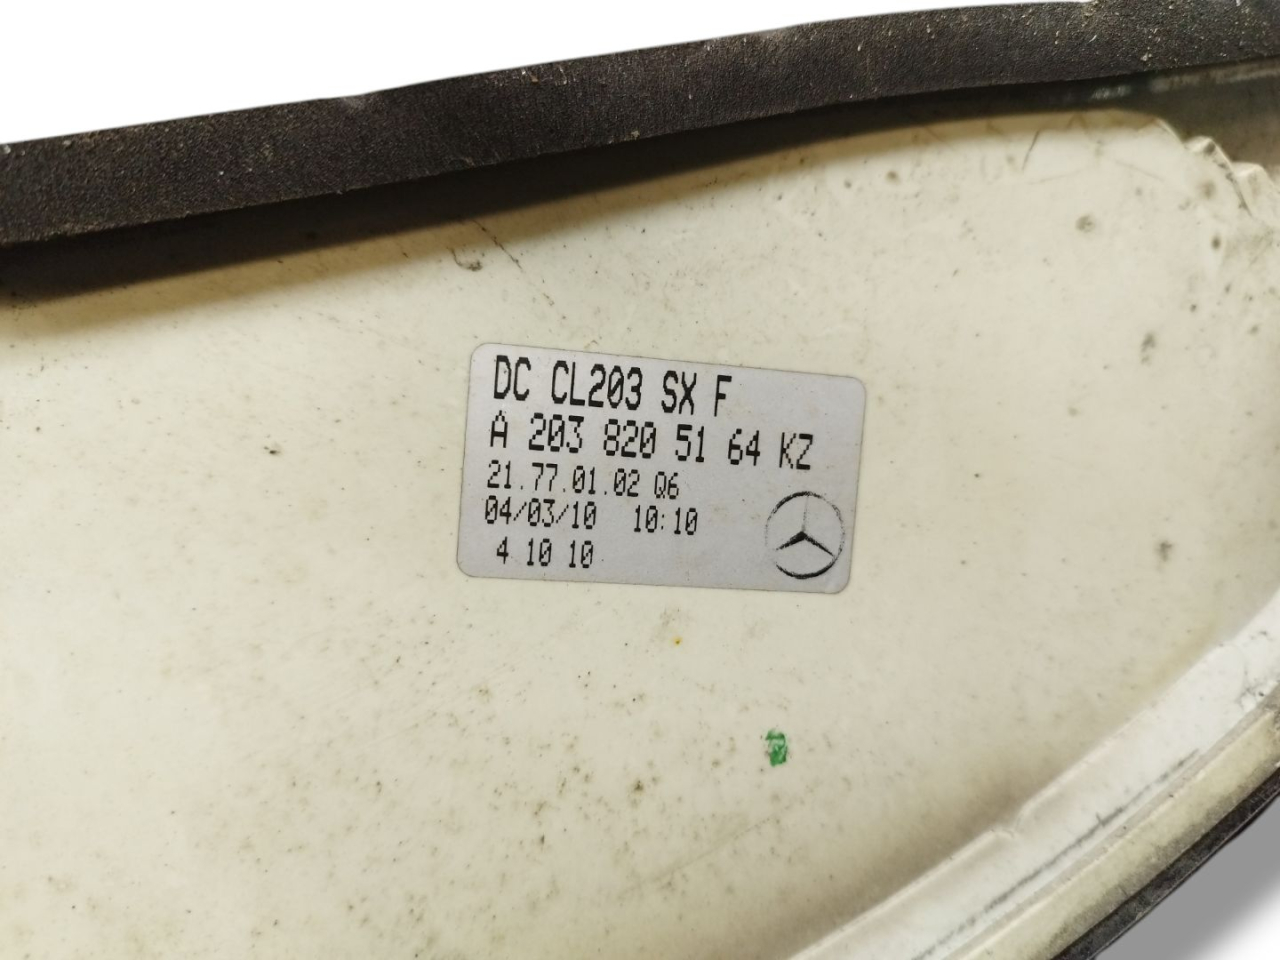 DC CL203 SX F
A 203 820 51 64 KZ
21.77.01.02 Q6
04/03/10 10:10
4 10 10